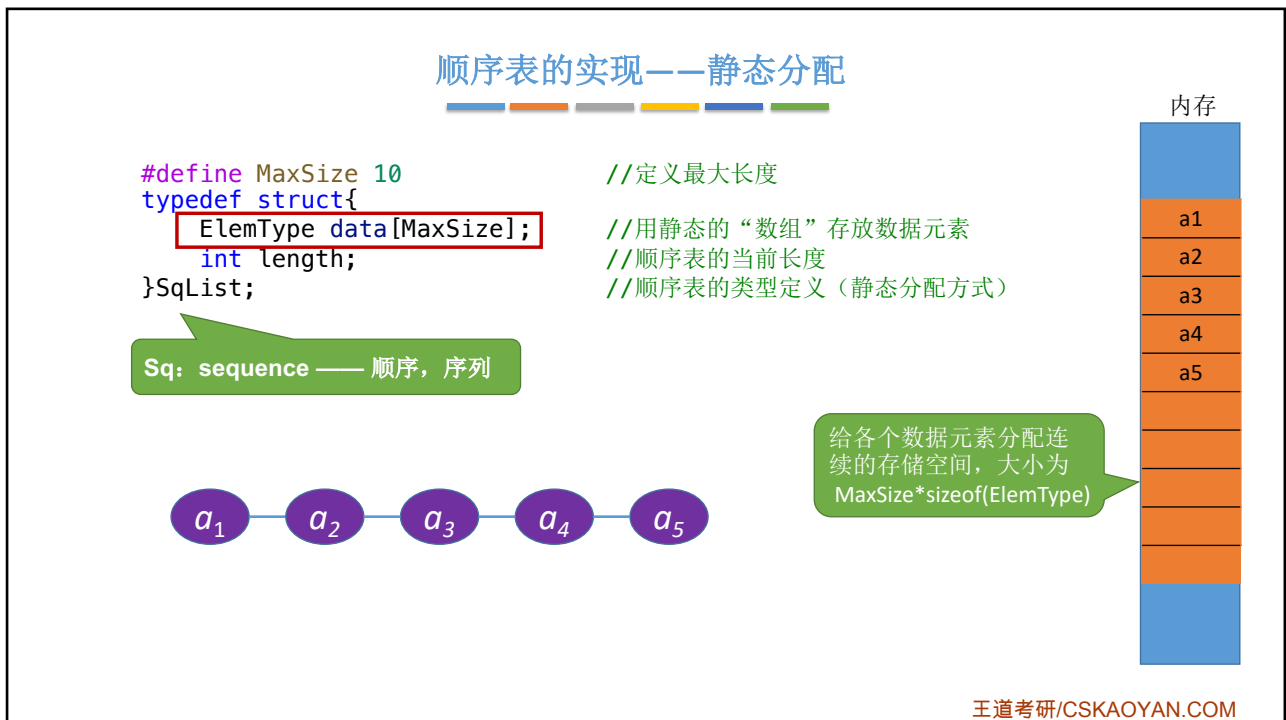 顺序表的实现——静态分配
内存
#define MaxSize 10 //定义最大长度
typedef struct{
ElemType data[MaxSize]; //用静态的“数组”存放数据元素
int length; //顺序表的当前长度
}SqList; //顺序表的类型定义（静态分配方式）
Sq：sequence —— 顺序，序列
a1
a2
a3
a4
a5
给各个数据元素分配连
续的存储空间，大小为
MaxSize*sizeof(ElemType)
a₁ a₂ a₃ a₄ a₅
王道考研/CSKAOYAN.COM